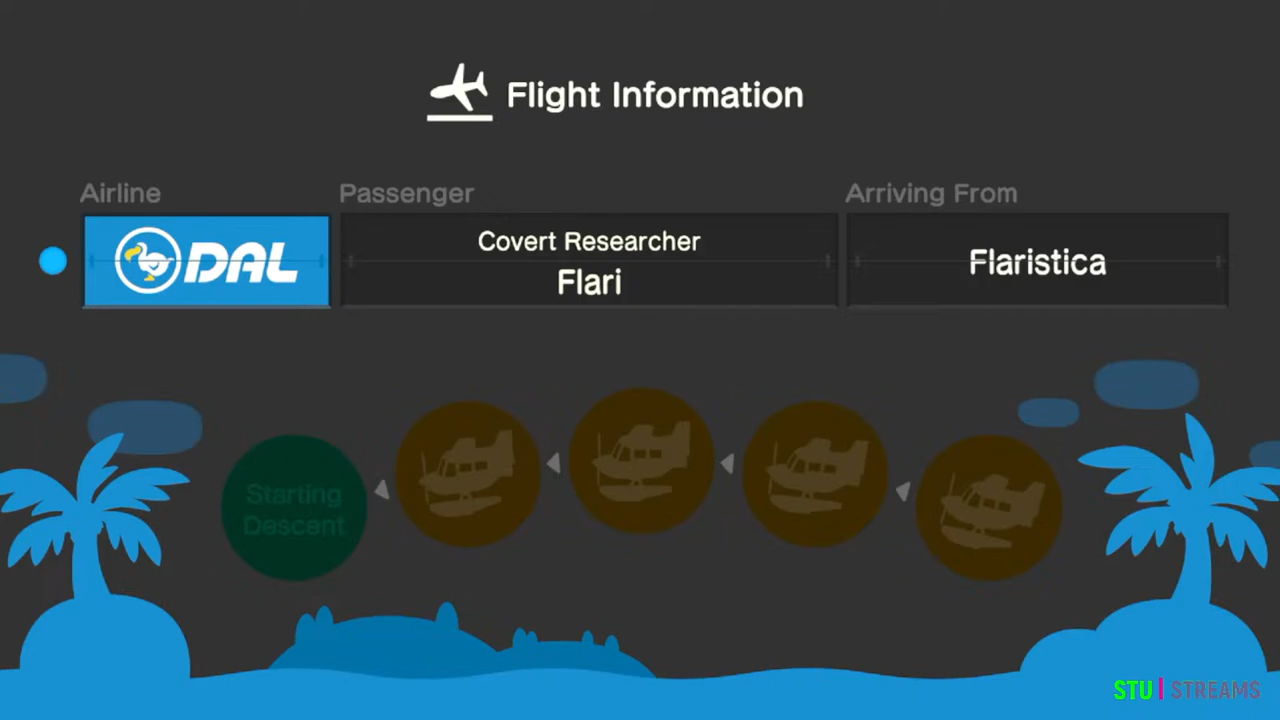 Flight Information
Airline
Passenger
Arriving From
DAL
Covert Researcher
Flari
Flaristica
Starting
Descent
STU | STREAMS